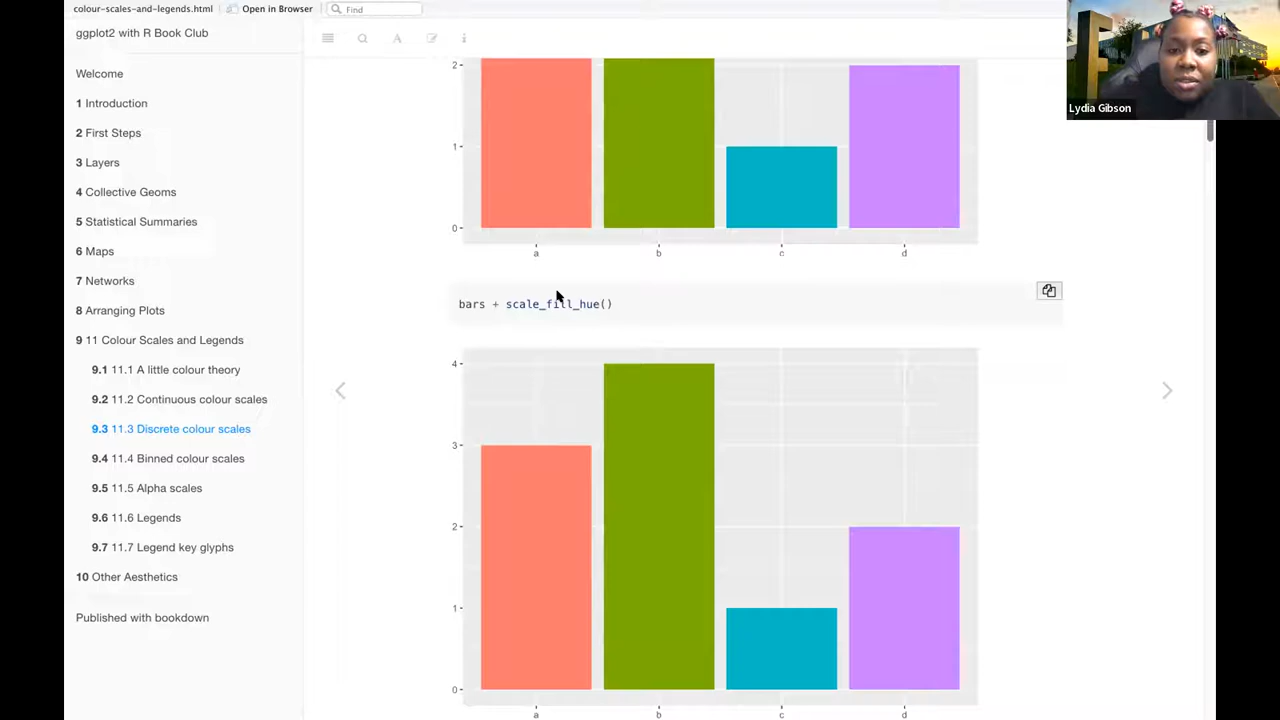 colour-scales-and-legends.html
Open in Browser
Find
ggplot2 with R Book Club
Welcome
1 Introduction
2 First Steps
3 Layers
4 Collective Geoms
5 Statistical Summaries
6 Maps
7 Networks
8 Arranging Plots
9 11 Colour Scales and Legends
9.1 11.1 A little colour theory
9.2 11.2 Continuous colour scales
9.3 11.3 Discrete colour scales
9.4 11.4 Binned colour scales
9.5 11.5 Alpha scales
9.6 11.6 Legends
9.7 11.7 Legend key glyphs
10 Other Aesthetics
Published with bookdown
A
i
2
1
0
a b c d
bars + scale_fill_hue()
4
3
2
1
0
a b c d
Lydia Gibson